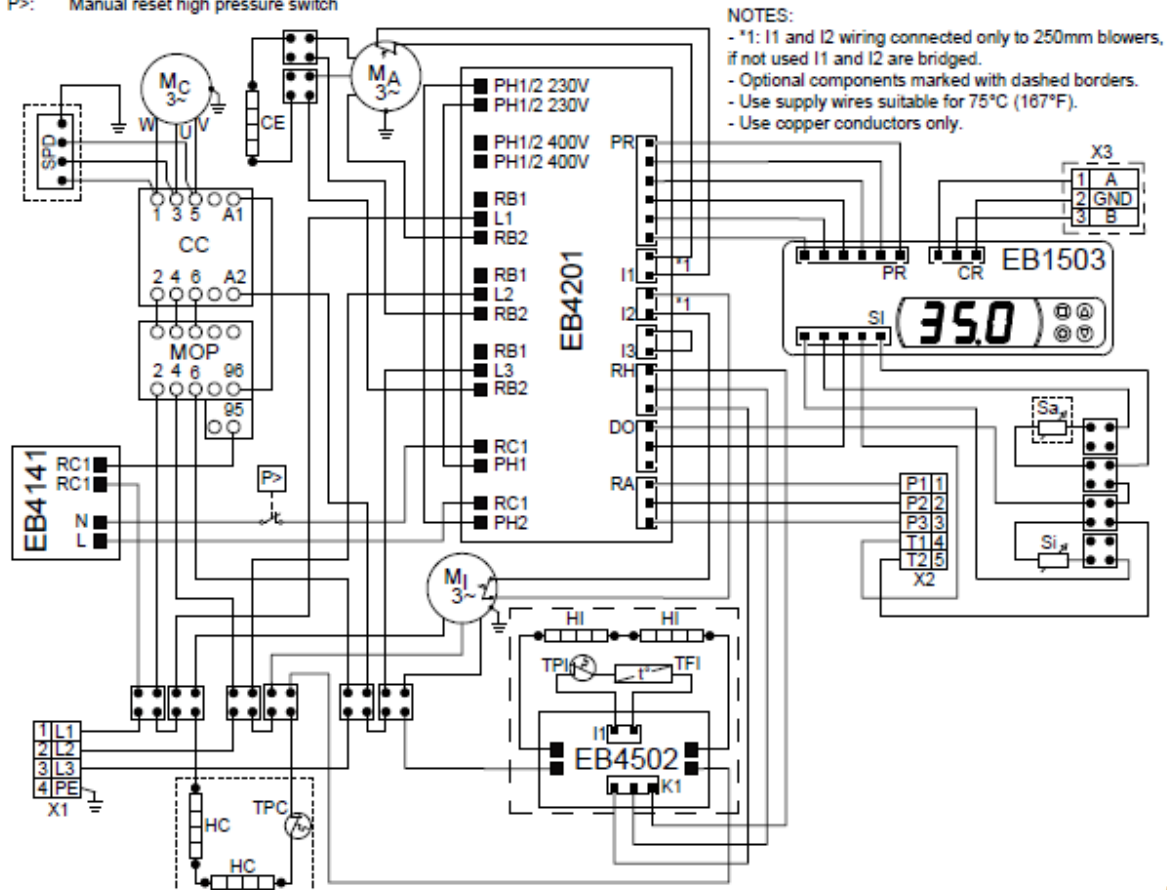 P>: Manual reset high pressure switch
NOTES:
- *1: I1 and I2 wiring connected only to 250mm blowers,
if not used I1 and I2 are bridged.
- Optional components marked with dashed borders.
- Use supply wires suitable for 75°C (167°F).
- Use copper conductors only.
MC
3~
W U V
SPD
CE
MA
3~
1 3 5 A1
CC
2 4 6 A2
MOP
2 4 6 96
95
EB4141
RC1
RC1
N
L
P>
EB4201
PH1/2 230V
PH1/2 230V
PH1/2 400V
PH1/2 400V
RB1
L1
RB2
RB1
L2
RB2
RB1
L3
RB2
RC1
PH1
RC1
PH2
PR
I1
*1
I2
*1
I3
RH
DO
RA
X3
1 A
2 GND
3 B
PR
CR
EB1503
SI
35.0
Sa
Si
P1 1
P2 2
P3 3
T1 4
T2 5
X2
MI
3~
HI
HI
TPI
t°
TFI
I1
EB4502
K1
1 L1
2 L2
3 L3
4 PE
X1
HC
TPC
HC